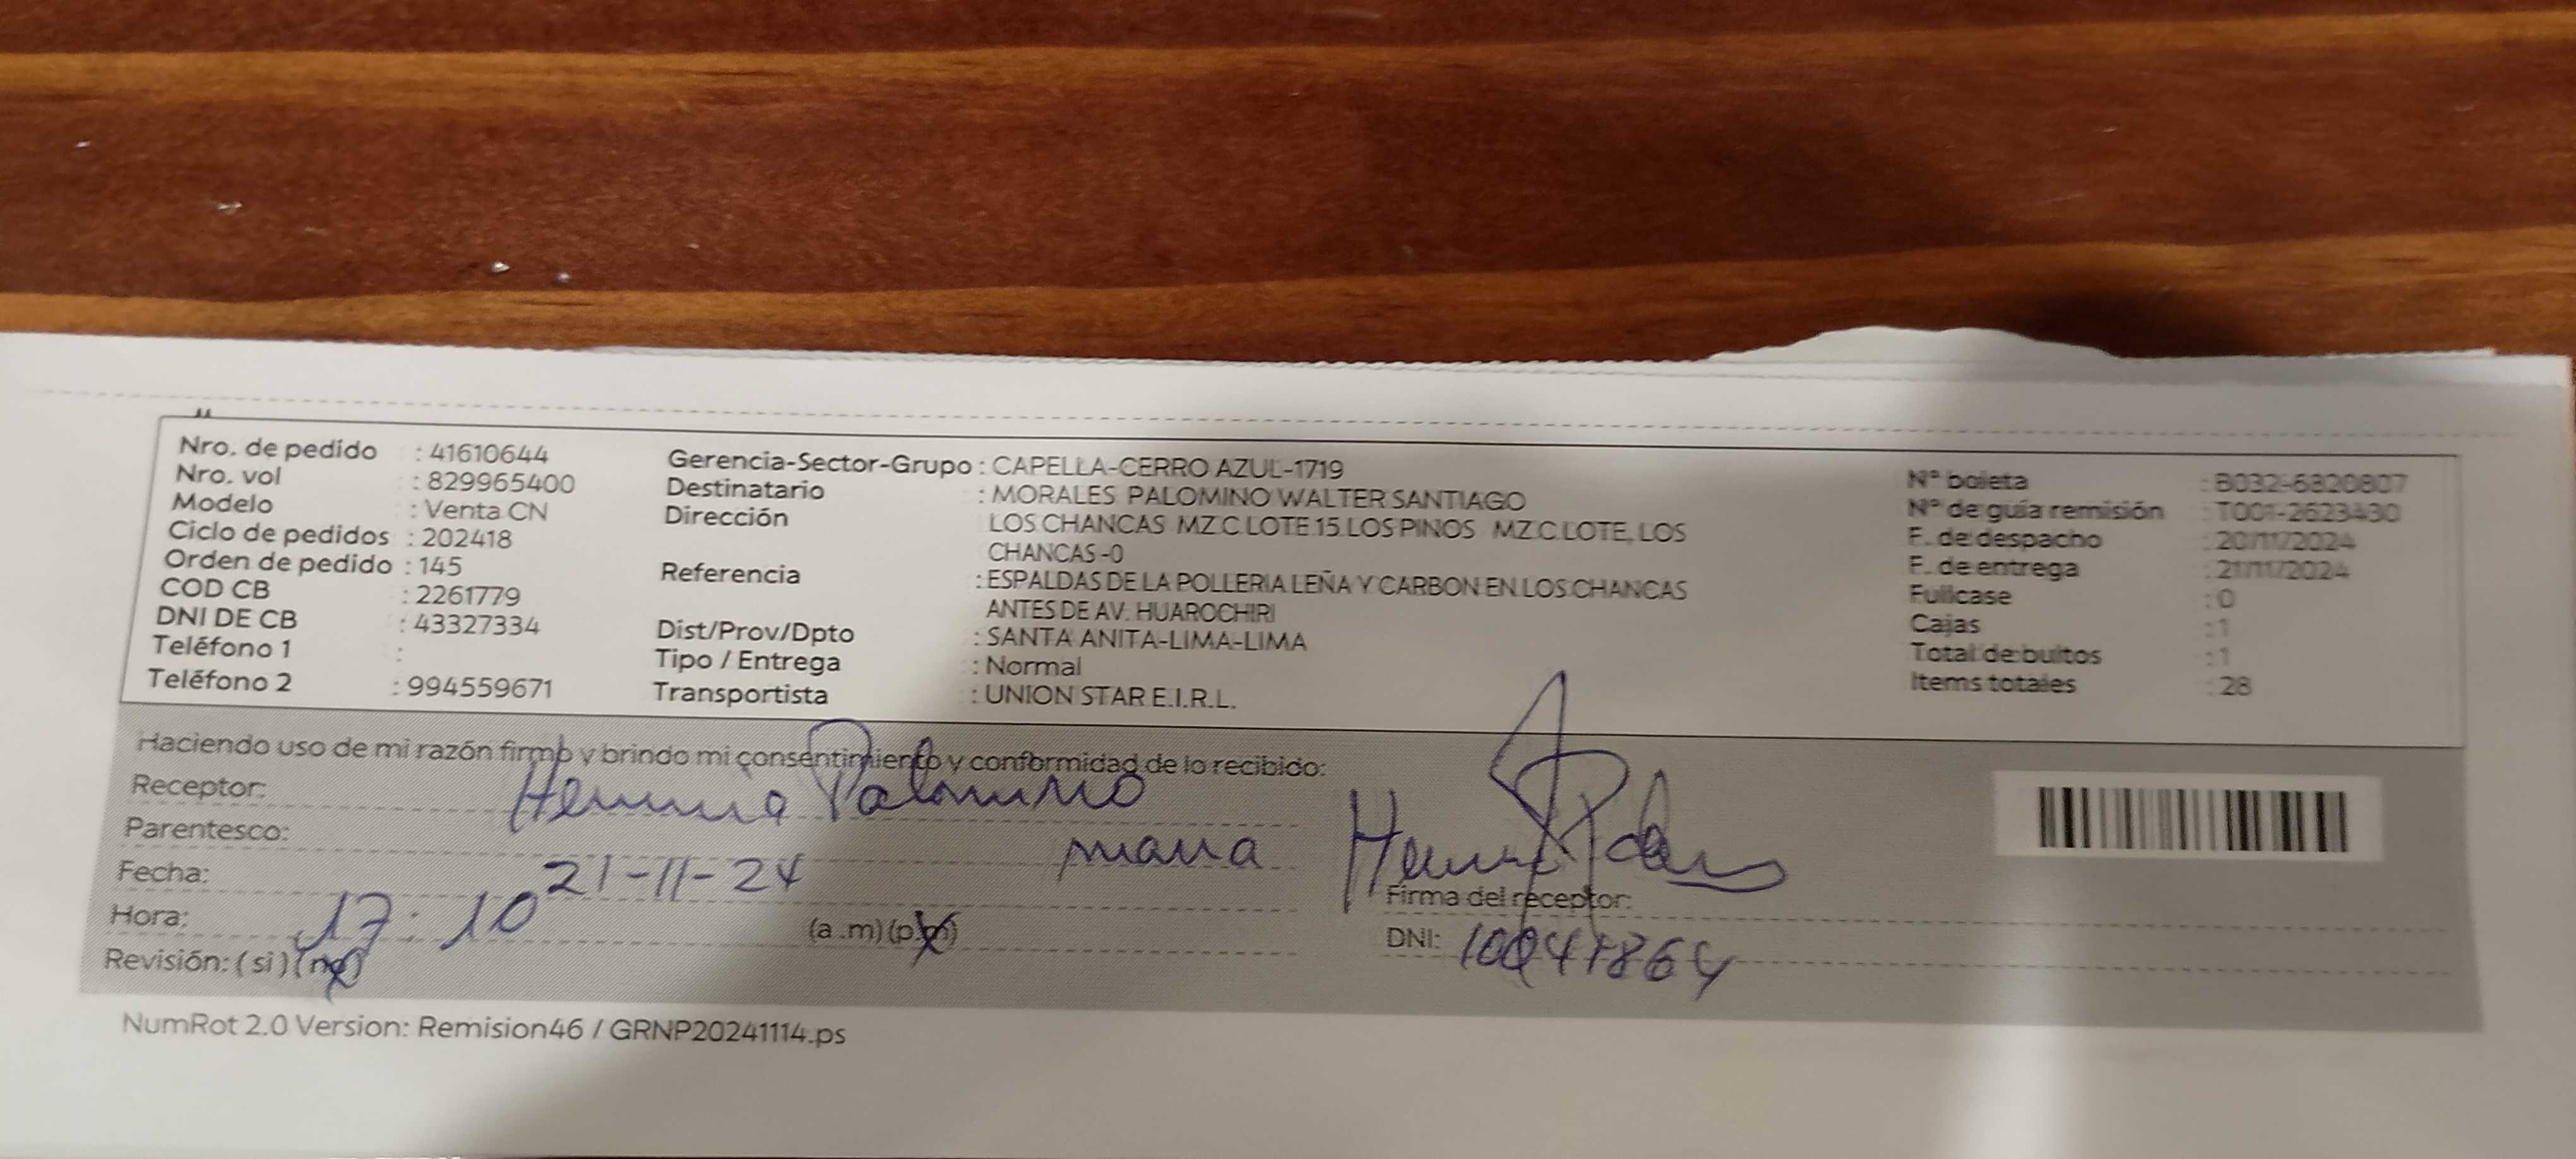 Nro. de pedido : 41610644
Nro. vol : 829965400
Modelo : Venta CN
Ciclo de pedidos : 202418
Orden de pedido : 145
COD CB : 2261779
DNI DE CB : 43327334
Teléfono 1 :
Teléfono 2 : 994559671
Gerencia-Sector-Grupo : CAPELLA-CERRO AZUL-1719
Destinatario : MORALES PALOMINO WALTER SANTIAGO
Dirección LOS CHANCAS MZ.C.LOTE.15.LOS PINOS MZ.C.LOTE, LOS
CHANCAS -0
Referencia : ESPALDAS DE LA POLLERIA LEÑA Y CARBON EN LOS CHANCAS
ANTES DE AV. HUAROCHIRI
Dist/Prov/Dpto : SANTA ANITA-LIMA-LIMA
Tipo / Entrega : Normal
Transportista : UNION STAR E.I.R.L.
N° boleta : B032-6820807
N° de guía remisión : T001-2623430
F. de despacho : 20/11/2024
F. de entrega : 21/11/2024
Fullcase : 0
Cajas : 1
Total de bultos : 1
Items totales : 28
Haciendo uso de mi razón firmo y brindo mi consentimiento y conformidad de lo recibido:
Receptor: Palomino
Parentesco: mama
Fecha: 21-11-24
Hora: 17:10 (a .m) (p.m)
Revisión: ( si ) (no)
Firma del receptor:
DNI:
NumRot 2.0 Version: Remision46 / GRNP20241114.ps